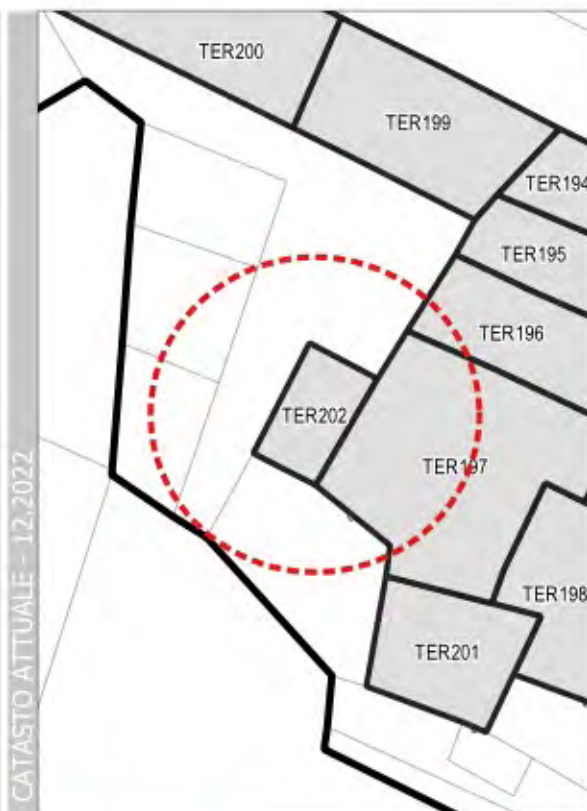 TER200
TER199
TER194
TER195
TER196
TER202
TER197
TER198
TER201
CATASTO ATTUALE - 12.2022